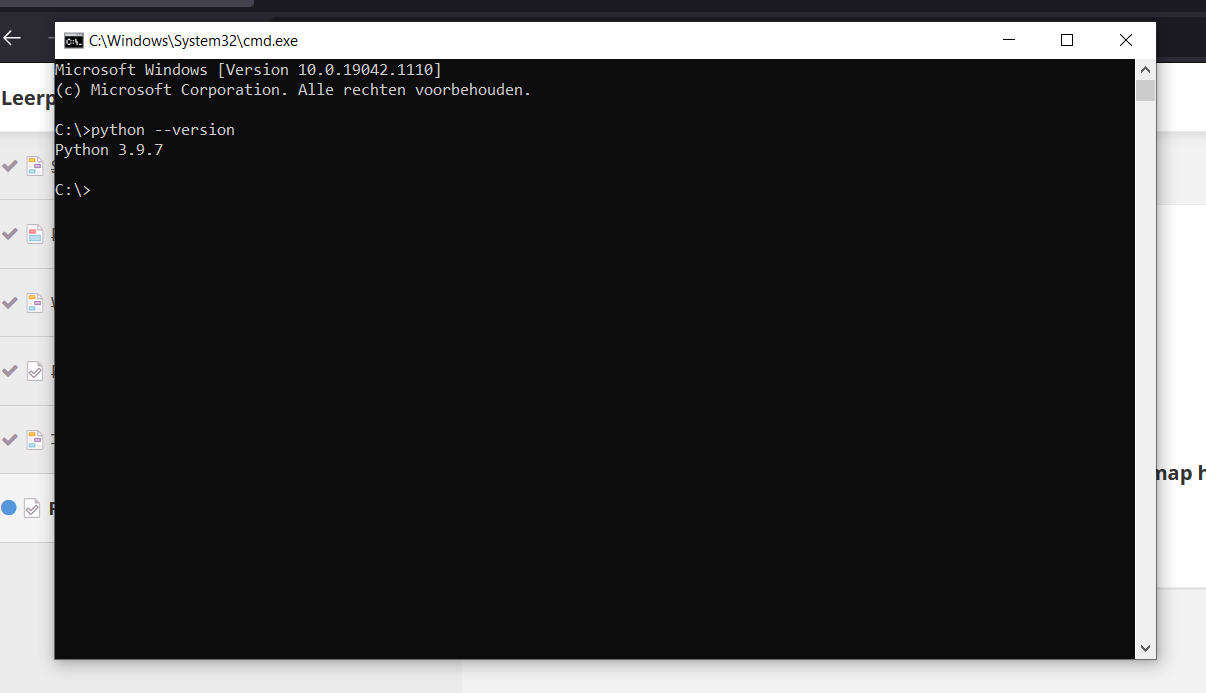 C:\Windows\System32\cmd.exe
Microsoft Windows [Version 10.0.19042.1110]
(c) Microsoft Corporation. Alle rechten voorbehouden.
C:\>python --version
Python 3.9.7
C:\>
Leerp
map h